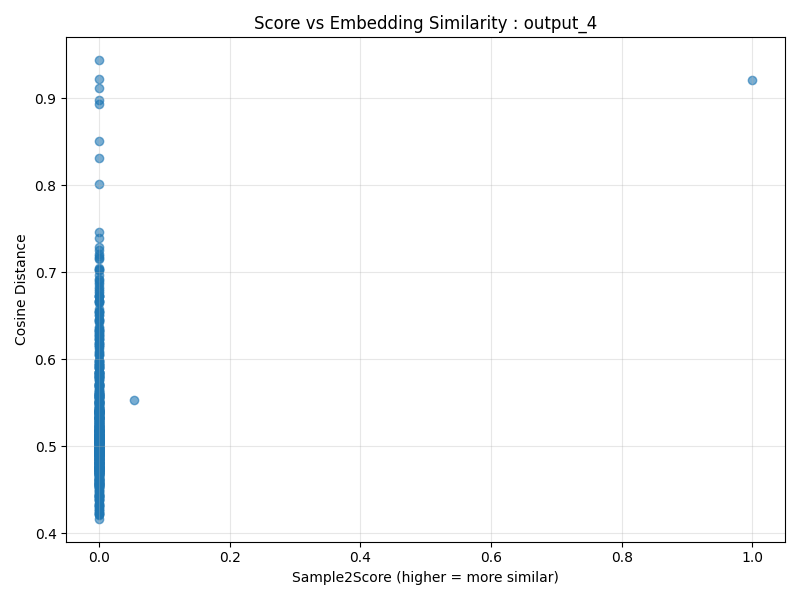 Score vs Embedding Similarity : output_4
Cosine Distance
0.9
0.8
0.7
0.6
0.5
0.4
0.0 0.2 0.4 0.6 0.8 1.0
Sample2Score (higher = more similar)